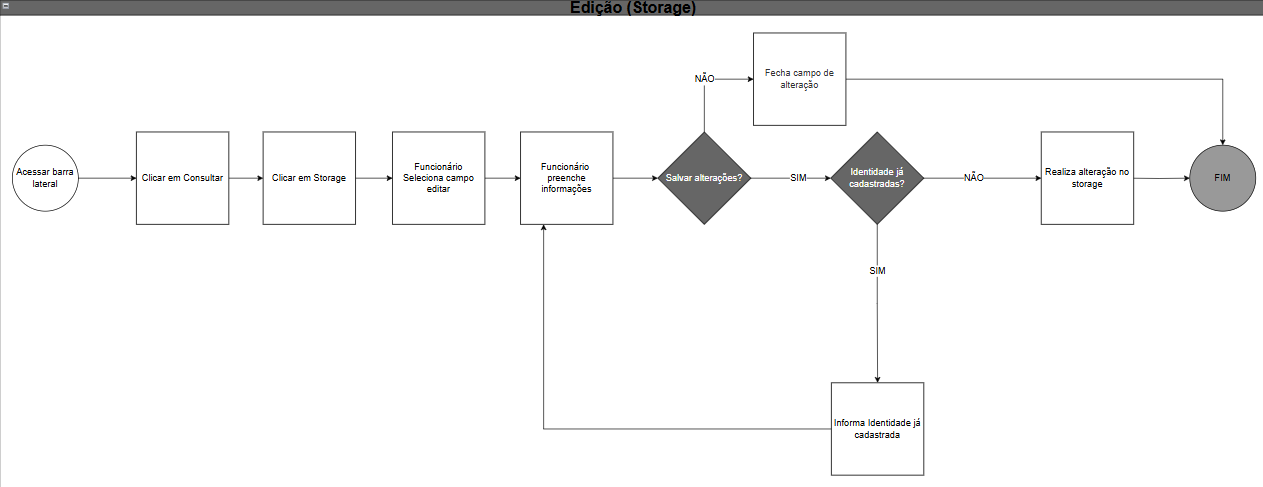 Edição (Storage)
NÃO
Fecha campo de
alteração
Acessar barra
lateral
Clicar em Consultar
Clicar em Storage
Funcionário
Seleciona campo
editar
Funcionário
preenche
informações
Salvar alterações?
SIM
Identidade já
cadastradas?
NÃO
Realiza alteração no
storage
FIM
SIM
Informa Identidade já
cadastrada